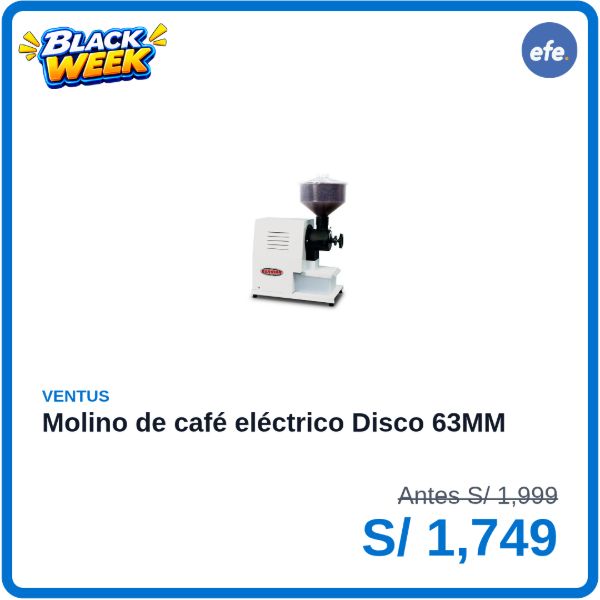 BLACK
WEEK
efe.
VENTUS
Molino de café eléctrico Disco 63MM
Antes S/ 1,999
S/ 1,749